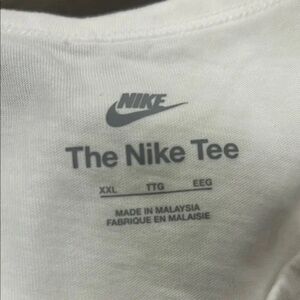 NIKE
The Nike Tee
XXL TTG EEG
MADE IN MALAYSIA
FABRIQUE EN MALAISIE